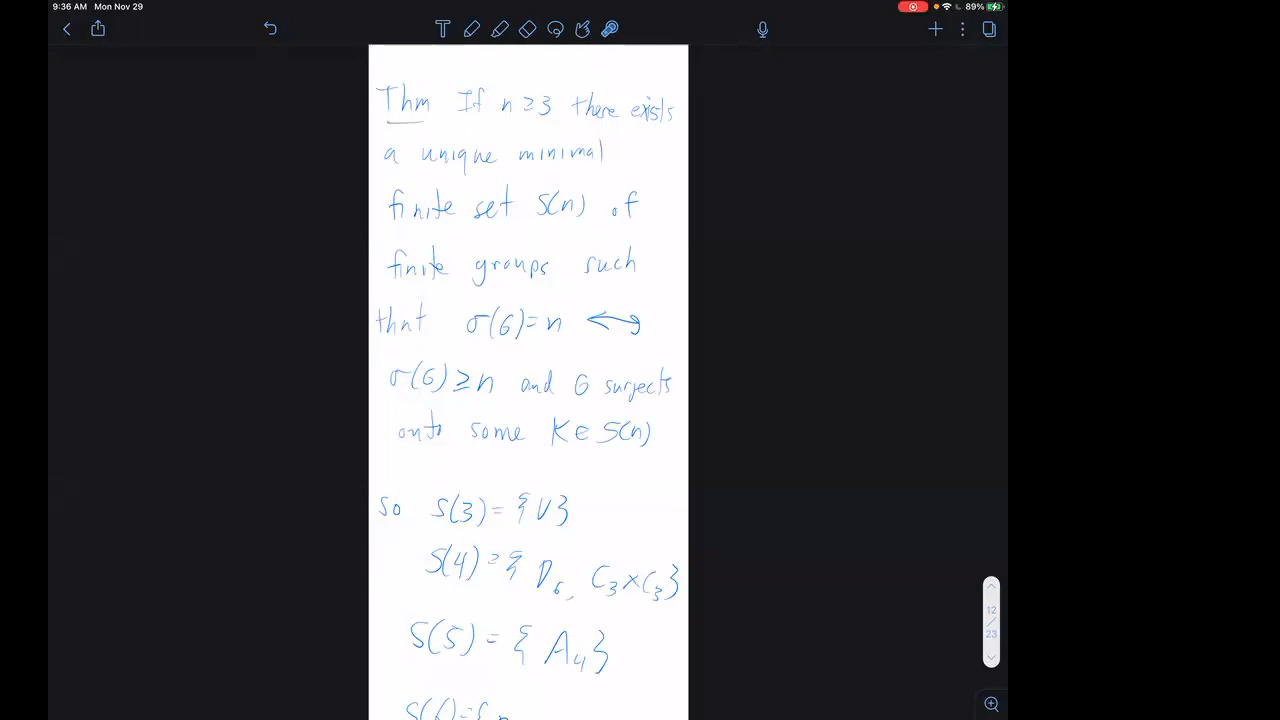 9:36 AM Mon Nov 29
89%
T
Thm If n ≥ 3 there exists
a unique minimal
finite set S(n) of
finite groups such
that σ(G)=n ↔
σ(G) ≥ n and G surjects
onto some K ∈ S(n)
So S(3) = {V}
S(4) = { D₆, C₃×C₃}
S(5) = { A₄}
12
/
23